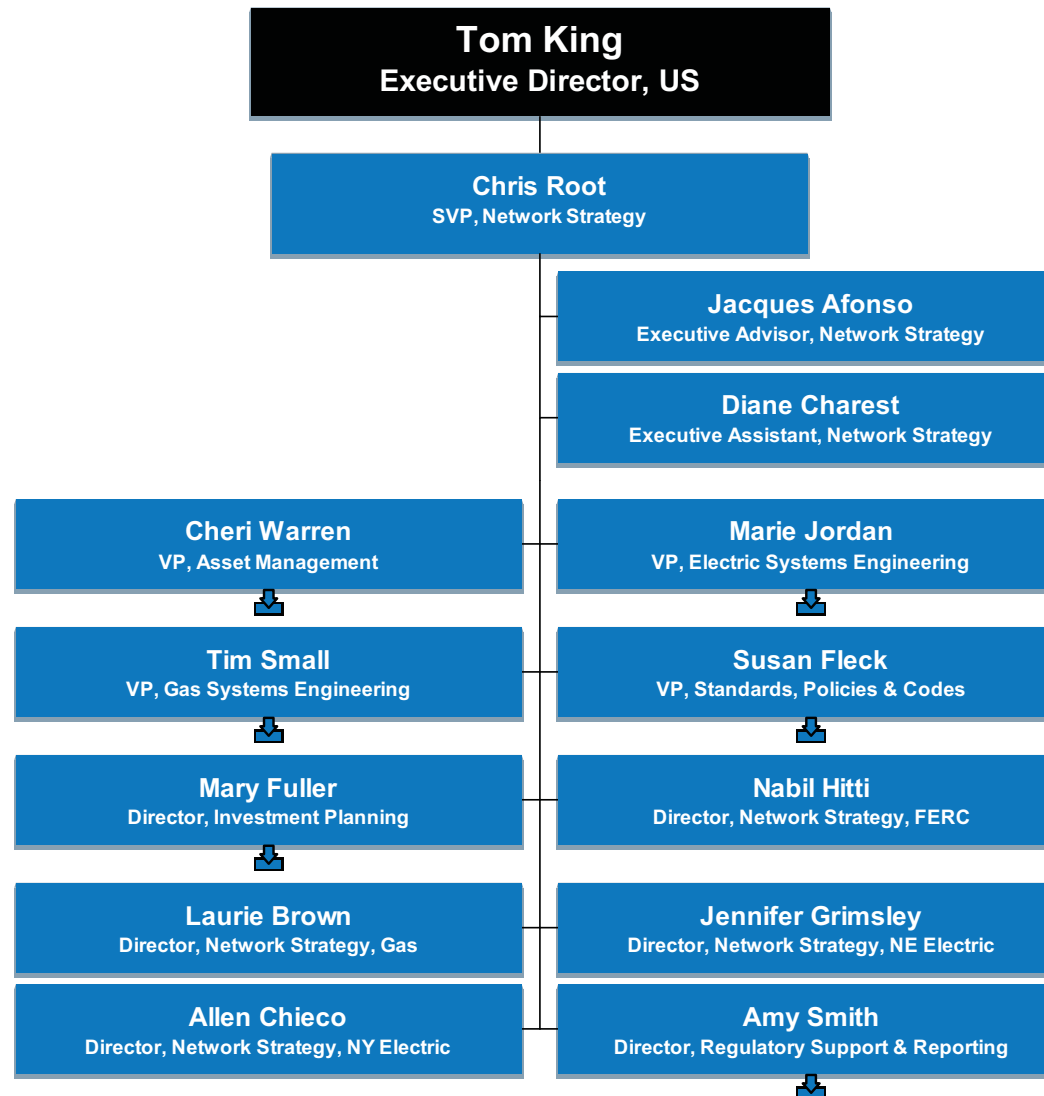 Tom King
Executive Director, US
Chris Root
SVP, Network Strategy
Jacques Afonso
Executive Advisor, Network Strategy
Diane Charest
Executive Assistant, Network Strategy
Cheri Warren
VP, Asset Management
Marie Jordan
VP, Electric Systems Engineering
Tim Small
VP, Gas Systems Engineering
Susan Fleck
VP, Standards, Policies & Codes
Mary Fuller
Director, Investment Planning
Nabil Hitti
Director, Network Strategy, FERC
Laurie Brown
Director, Network Strategy, Gas
Jennifer Grimsley
Director, Network Strategy, NE Electric
Allen Chieco
Director, Network Strategy, NY Electric
Amy Smith
Director, Regulatory Support & Reporting